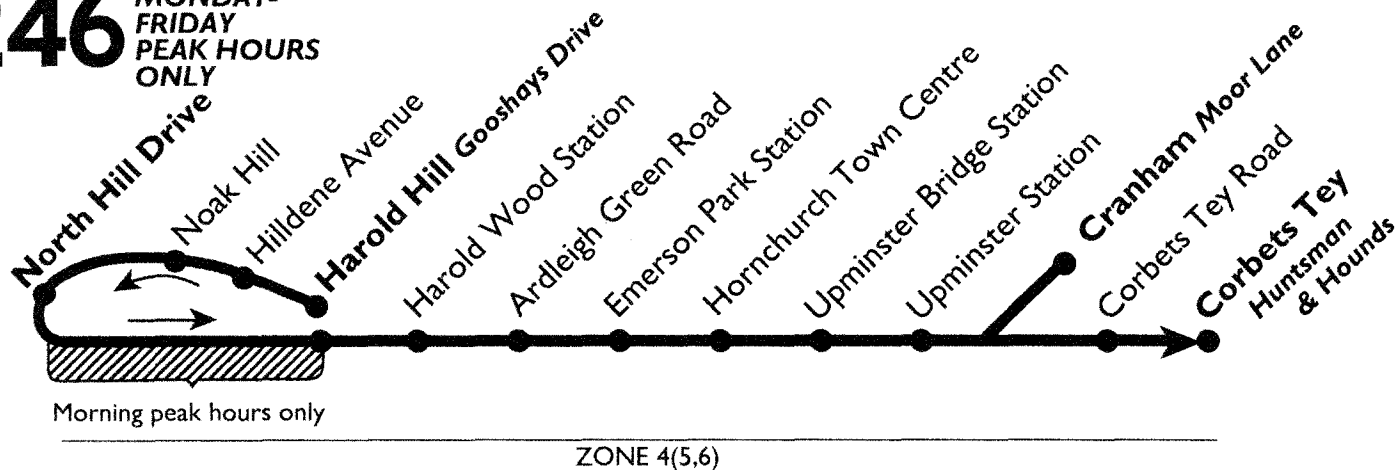 246
MONDAY-
FRIDAY
PEAK HOURS
ONLY
North Hill Drive
Noak Hill
Hilldene Avenue
Harold Hill Gooshays Drive
Harold Wood Station
Ardleigh Green Road
Emerson Park Station
Hornchurch Town Centre
Upminster Bridge Station
Upminster Station
Cranham Moor Lane
Corbets Tey Road
Corbets Tey
Huntsman
& Hounds
Morning peak hours only
ZONE 4(5,6)